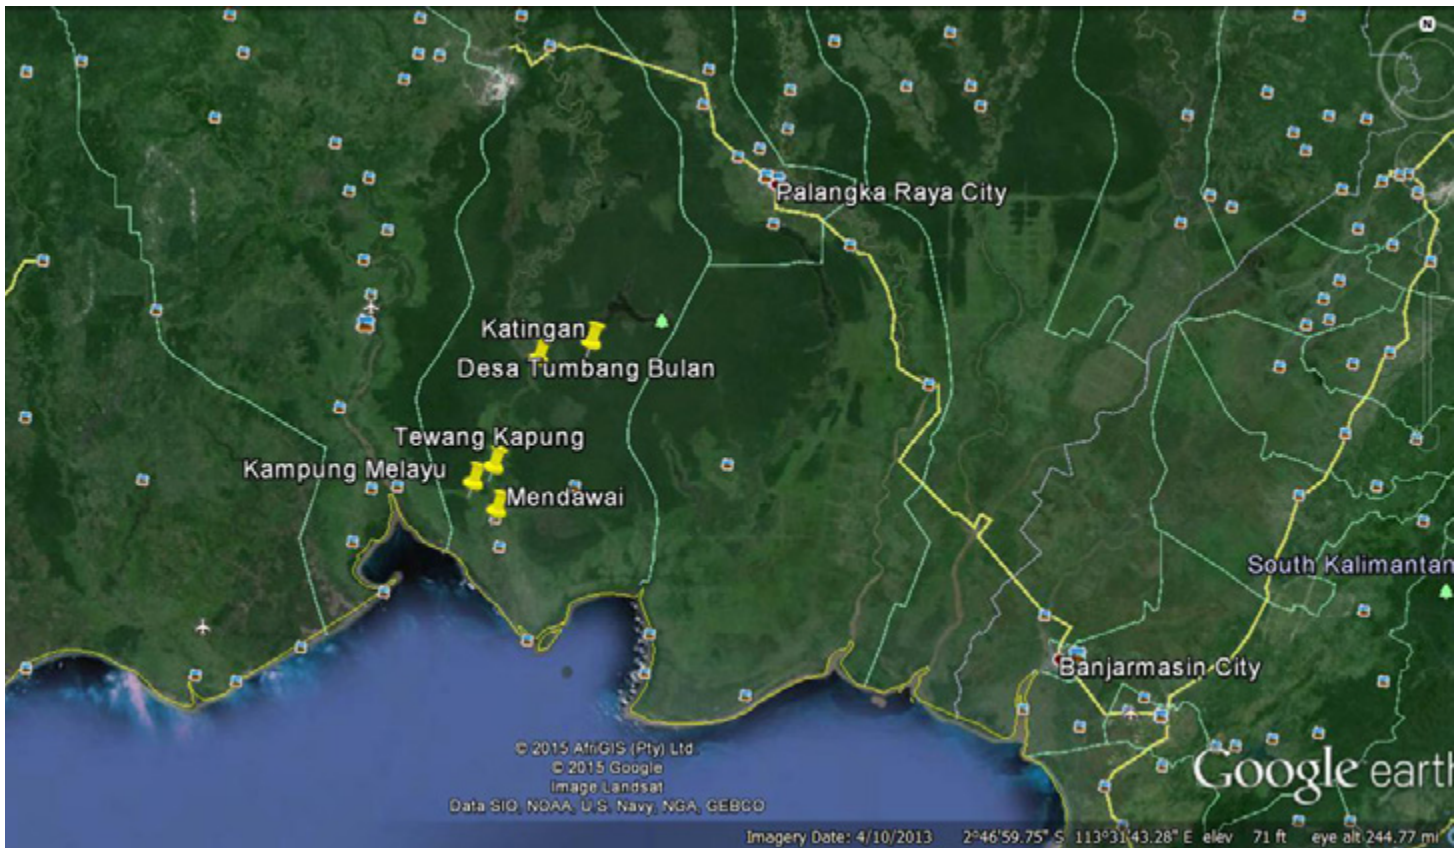 N
Palangka Raya City
Katingan
Desa Tumbang Bulan
Tewang Kapung
Kampung Melayu
Mendawai
South Kalimantan
Banjarmasin City
© 2015 AfriGIS (Pty) Ltd.
© 2015 Google
Image Landsat
Data SIO, NOAA, U.S. Navy, NGA, GEBCO
Google earth
Imagery Date: 4/10/2013 2°46'59.75" S 113°31'43.28" E elev 71 ft eye alt 244.77 mi